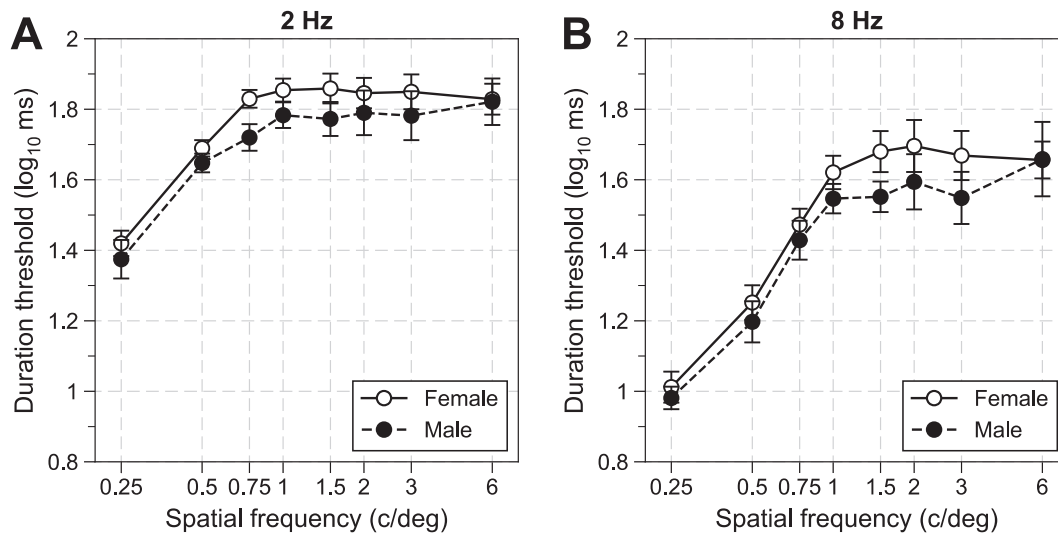 A
2 Hz
Duration threshold (log10 ms)
2
1.8
1.6
1.4
1.2
1
0.8
Female
Male
0.25 0.5 0.75 1 1.5 2 3 6
Spatial frequency (c/deg)
B
8 Hz
Duration threshold (log10 ms)
2
1.8
1.6
1.4
1.2
1
0.8
Female
Male
0.25 0.5 0.75 1 1.5 2 3 6
Spatial frequency (c/deg)